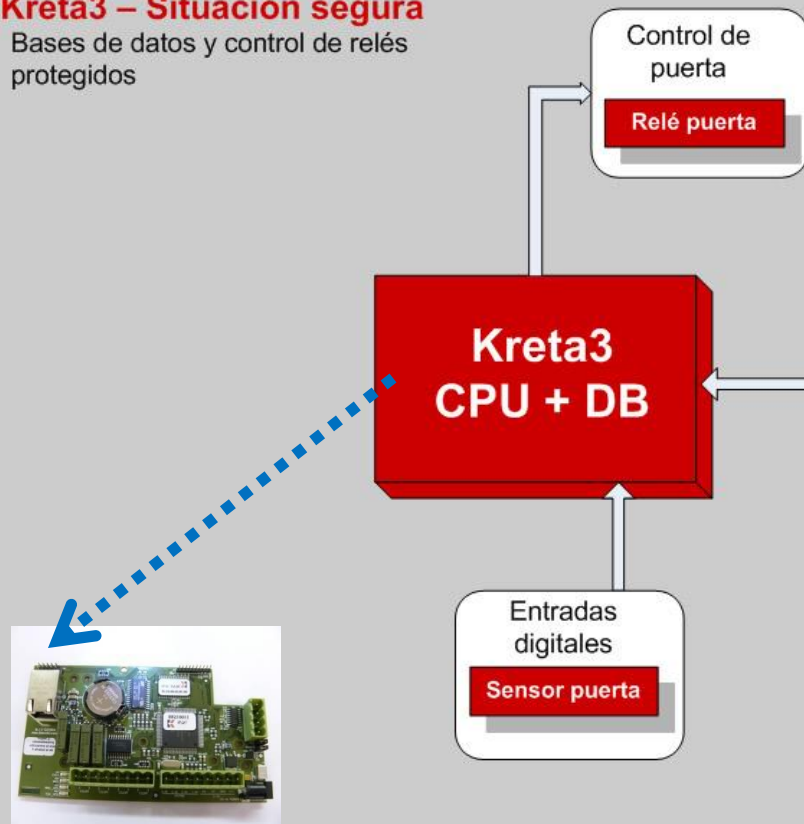 Kreta3 – Situación segura
Bases de datos y control de relés
protegidos
Control de
puerta
Relé puerta
Kreta3
CPU + DB
Entradas
digitales
Sensor puerta